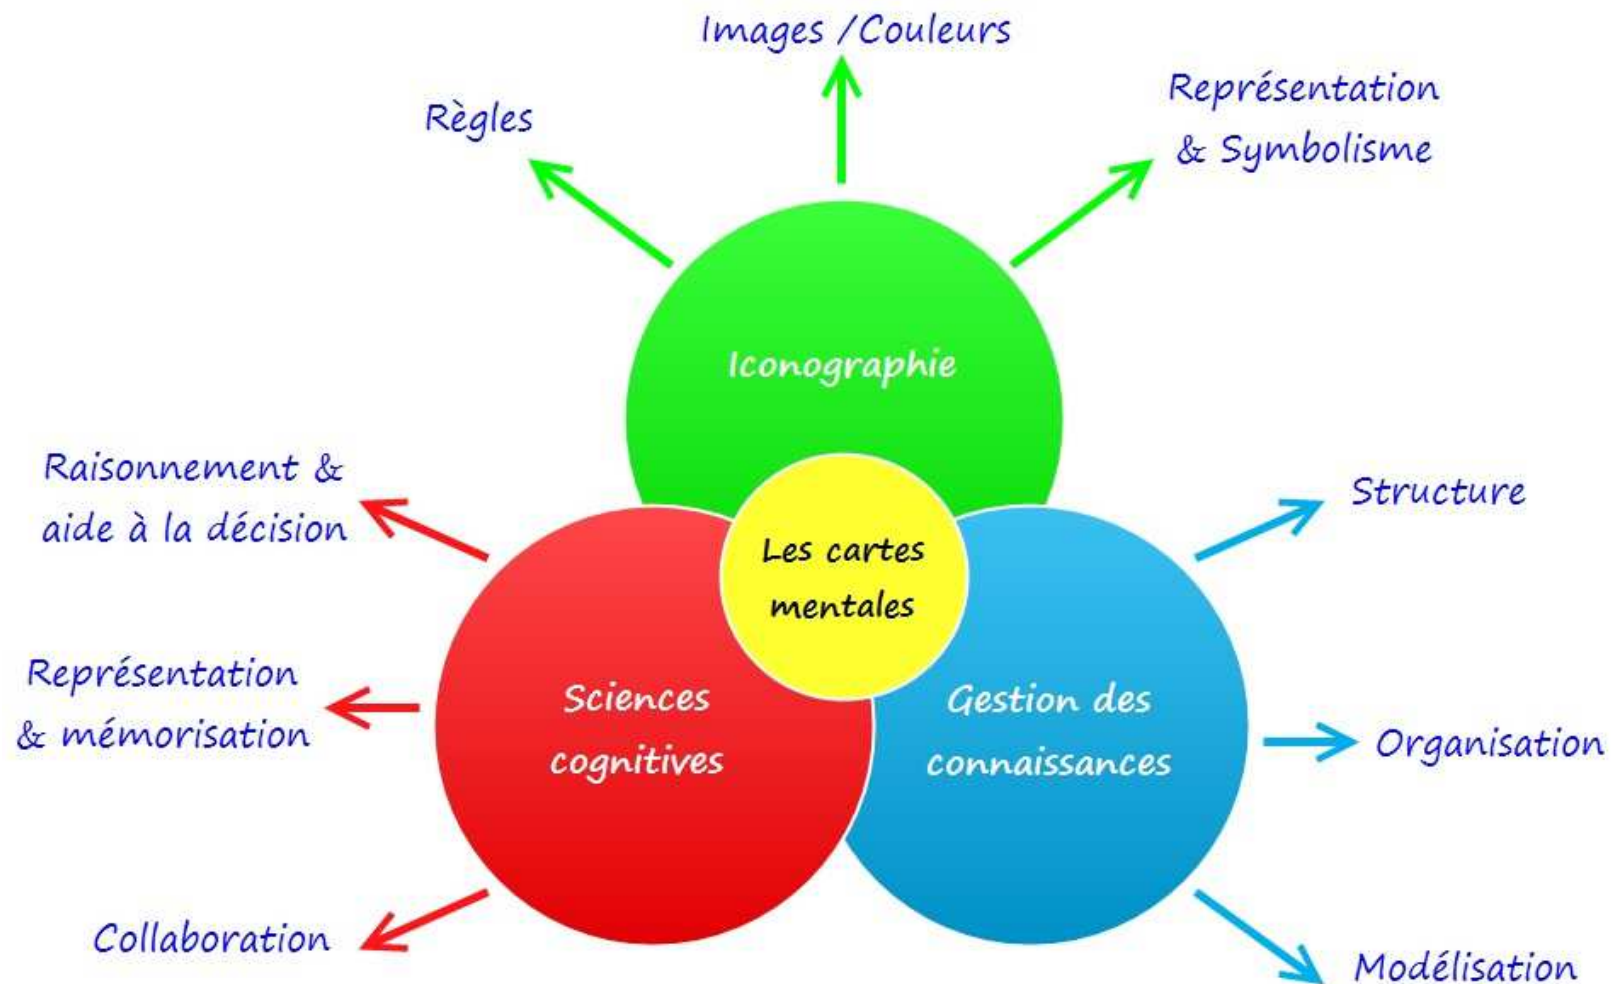 Images /Couleurs
Règles
Représentation
& Symbolisme
Iconographie
Raisonnement &
aide à la décision
Structure
Les cartes
mentales
Représentation
& mémorisation
Sciences
cognitives
Gestion des
connaissances
Organisation
Collaboration
Modélisation